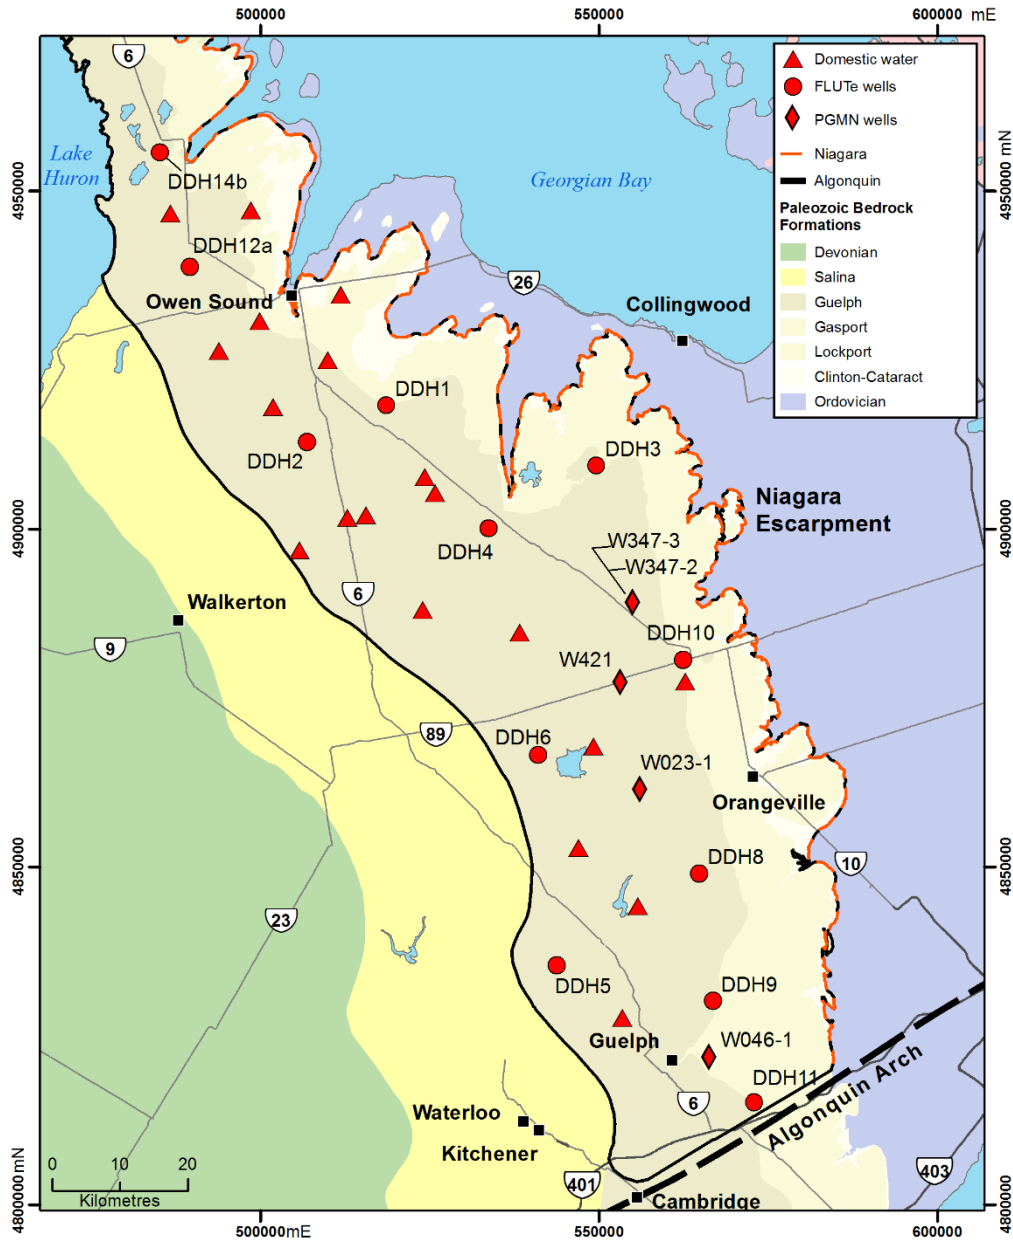 500000
550000
600000 mE
6
Domestic water
FLUTe wells
PGMN wells
Niagara
Algonquin
Paleozoic Bedrock
Formations
Devonian
Salina
Guelph
Gasport
Lockport
Clinton-Cataract
Ordovician
Lake
Huron
Georgian Bay
DDH14b
4950000
4950000 mN
DDH12a
26
Owen Sound
Collingwood
DDH1
DDH2
DDH3
Niagara
Escarpment
4900000
4900000
DDH4
W347-3
W347-2
6
Walkerton
DDH10
9
W421
89
DDH6
W023-1
Orangeville
DDH8
10
4850000
4850000
23
DDH5
DDH9
Guelph
W046-1
DDH11
6
Algonquin Arch
Waterloo
Kitchener
0 10 20
Kilometres
401
403
Cambridge
4800000 mN
4800000
500000mE
550000
600000